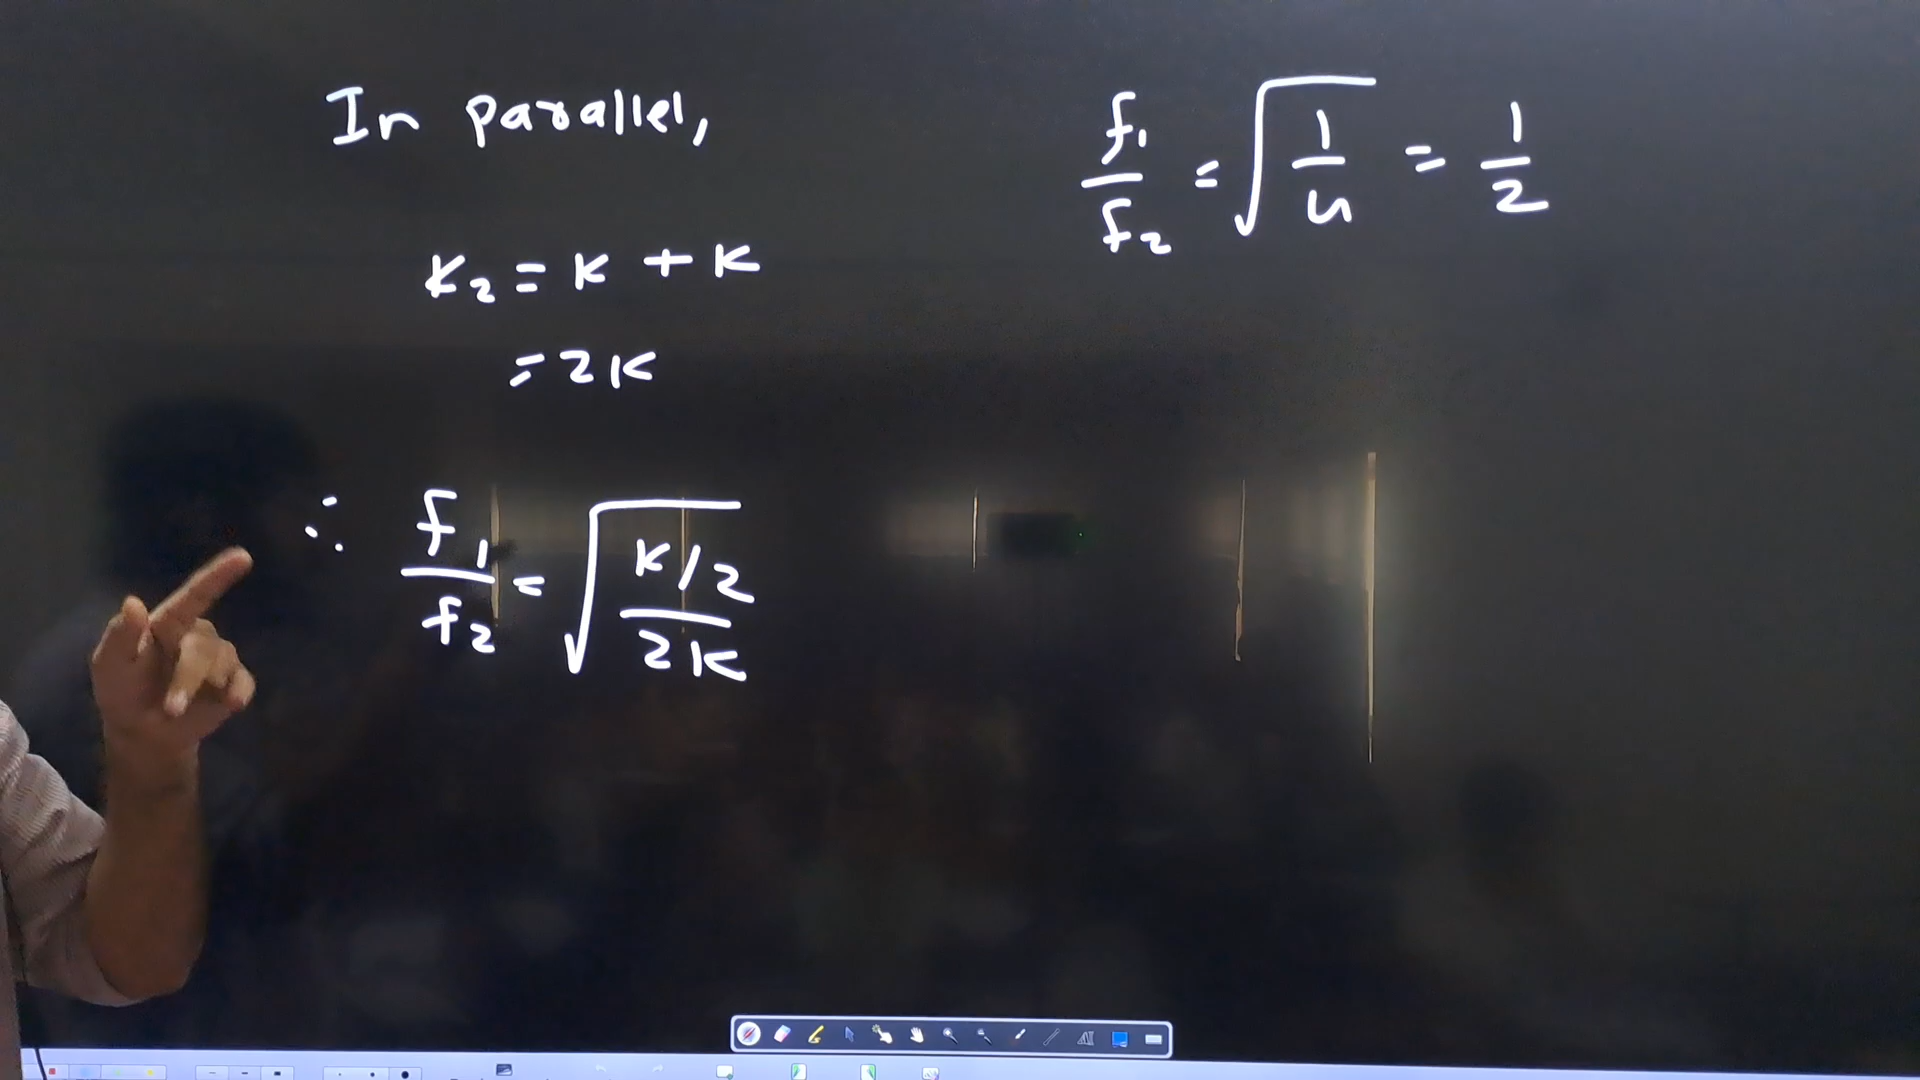 In parallel,
K₂ = K + K
= 2K
∴ f₁/f₂ = √((K/2)/(2K))
f₁/f₂ = √(1/4) = 1/2